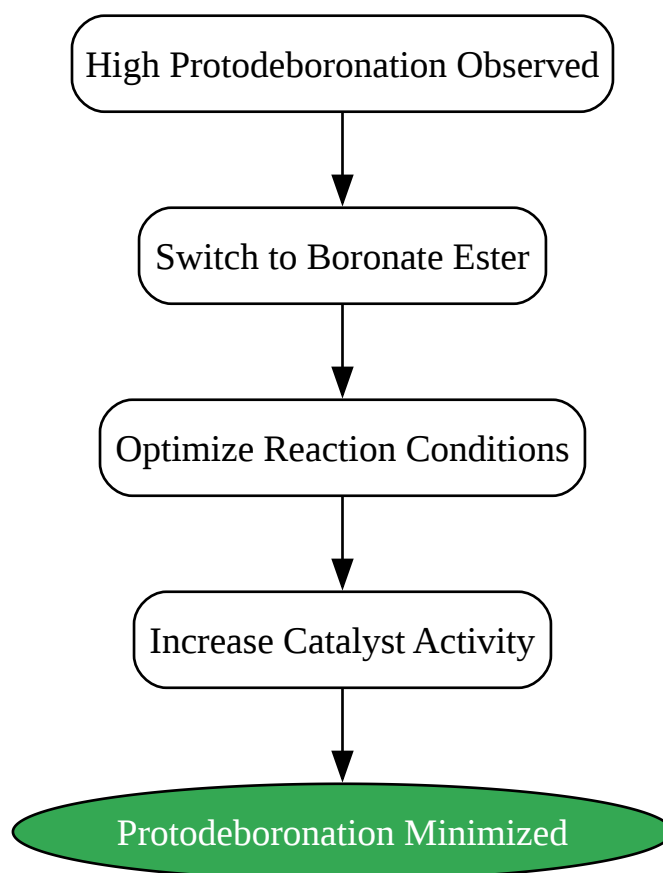 High Protodeboronation Observed
Switch to Boronate Ester
Optimize Reaction Conditions
Increase Catalyst Activity
Protodeboronation Minimized